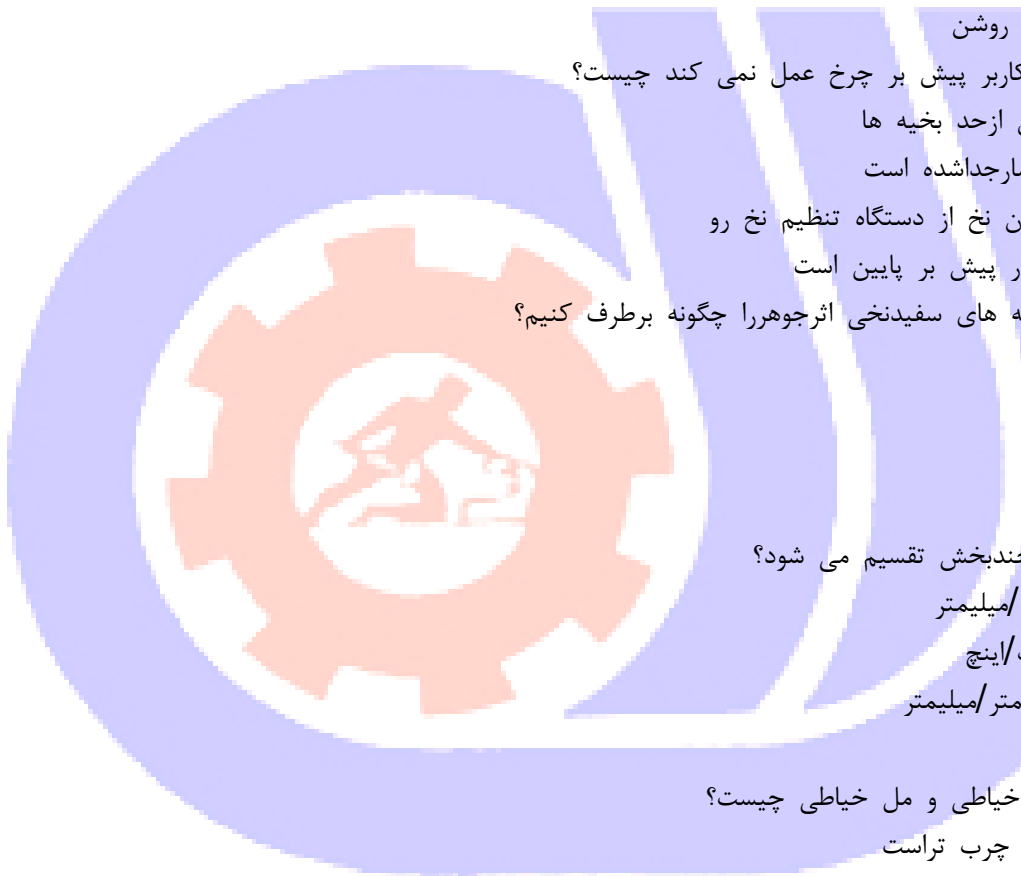 روشن
کاربر پیش بر چرخ عمل نمی کند چیست؟
ازحد بخیه ها
جداشده است
نخ از دستگاه تنظیم نخ رو
پیش بر پایین است
های سفیدنخی اثرجوهررا چگونه برطرف کنیم؟
چندبخش تقسیم می شود؟
/میلیمتر
/اینچ
متر/میلیمتر
خیاطی و مل خیاطی چیست؟
چرب تراست